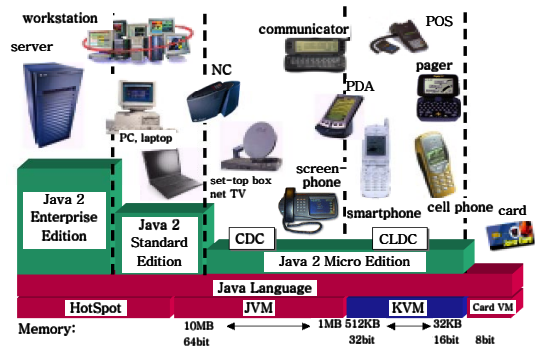 workstation
server
PC, laptop
NC
set-top box
net TV
communicator
PDA
screen-
phone
smartphone
POS
pager
cell phone
card
Java 2
Enterprise
Edition
Java 2
Standard
Edition
CDC
CLDC
Java 2 Micro Edition
Java Language
HotSpot
JVM
KVM
Card VM
Memory:
10MB
1MB
512KB
32KB
64bit
32bit
16bit
8bit